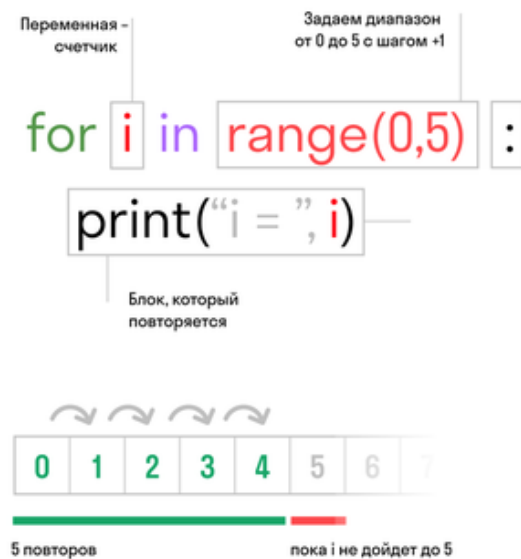 Переменная –
счетчик
Задаем диапазон
от 0 до 5 с шагом +1
for i in range(0,5) :
print(“i = ”, i)
Блок, который
повторяется
0 1 2 3 4 5 6 7
5 повторов
пока i не дойдет до 5